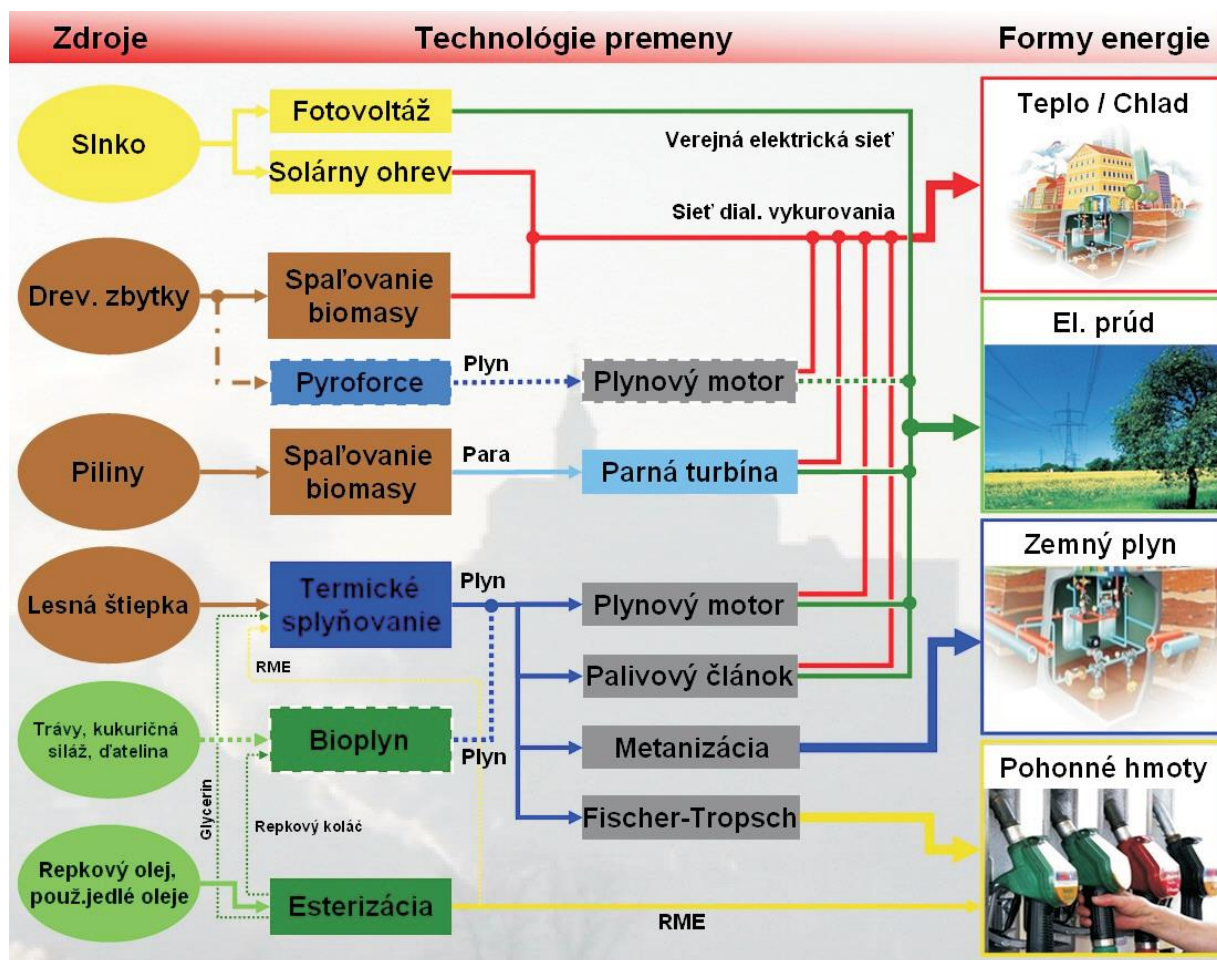 Zdroje
Technológie premeny
Formy energie
Slnko
Fotovoltáž
Solárny ohrev
Verejná elektrická sieť
Sieť dial. vykurovania
Teplo / Chlad
Drev. zbytky
Spaľovanie
biomasy
Pyroforce
Plyn
Plynový motor
El. prúd
Piliny
Spaľovanie
biomasy
Para
Parná turbína
Lesná štiepka
Termické
splyňovanie
Plyn
Plynový motor
Zemný plyn
RME
Palivový článok
Trávy, kukuričná
siláž, ďatelina
Bioplyn
Plyn
Metanizácia
Glycerín
Repkový koláč
Fischer-Tropsch
Pohonné hmoty
Repkový olej,
použ.jedlé oleje
Esterizácia
RME